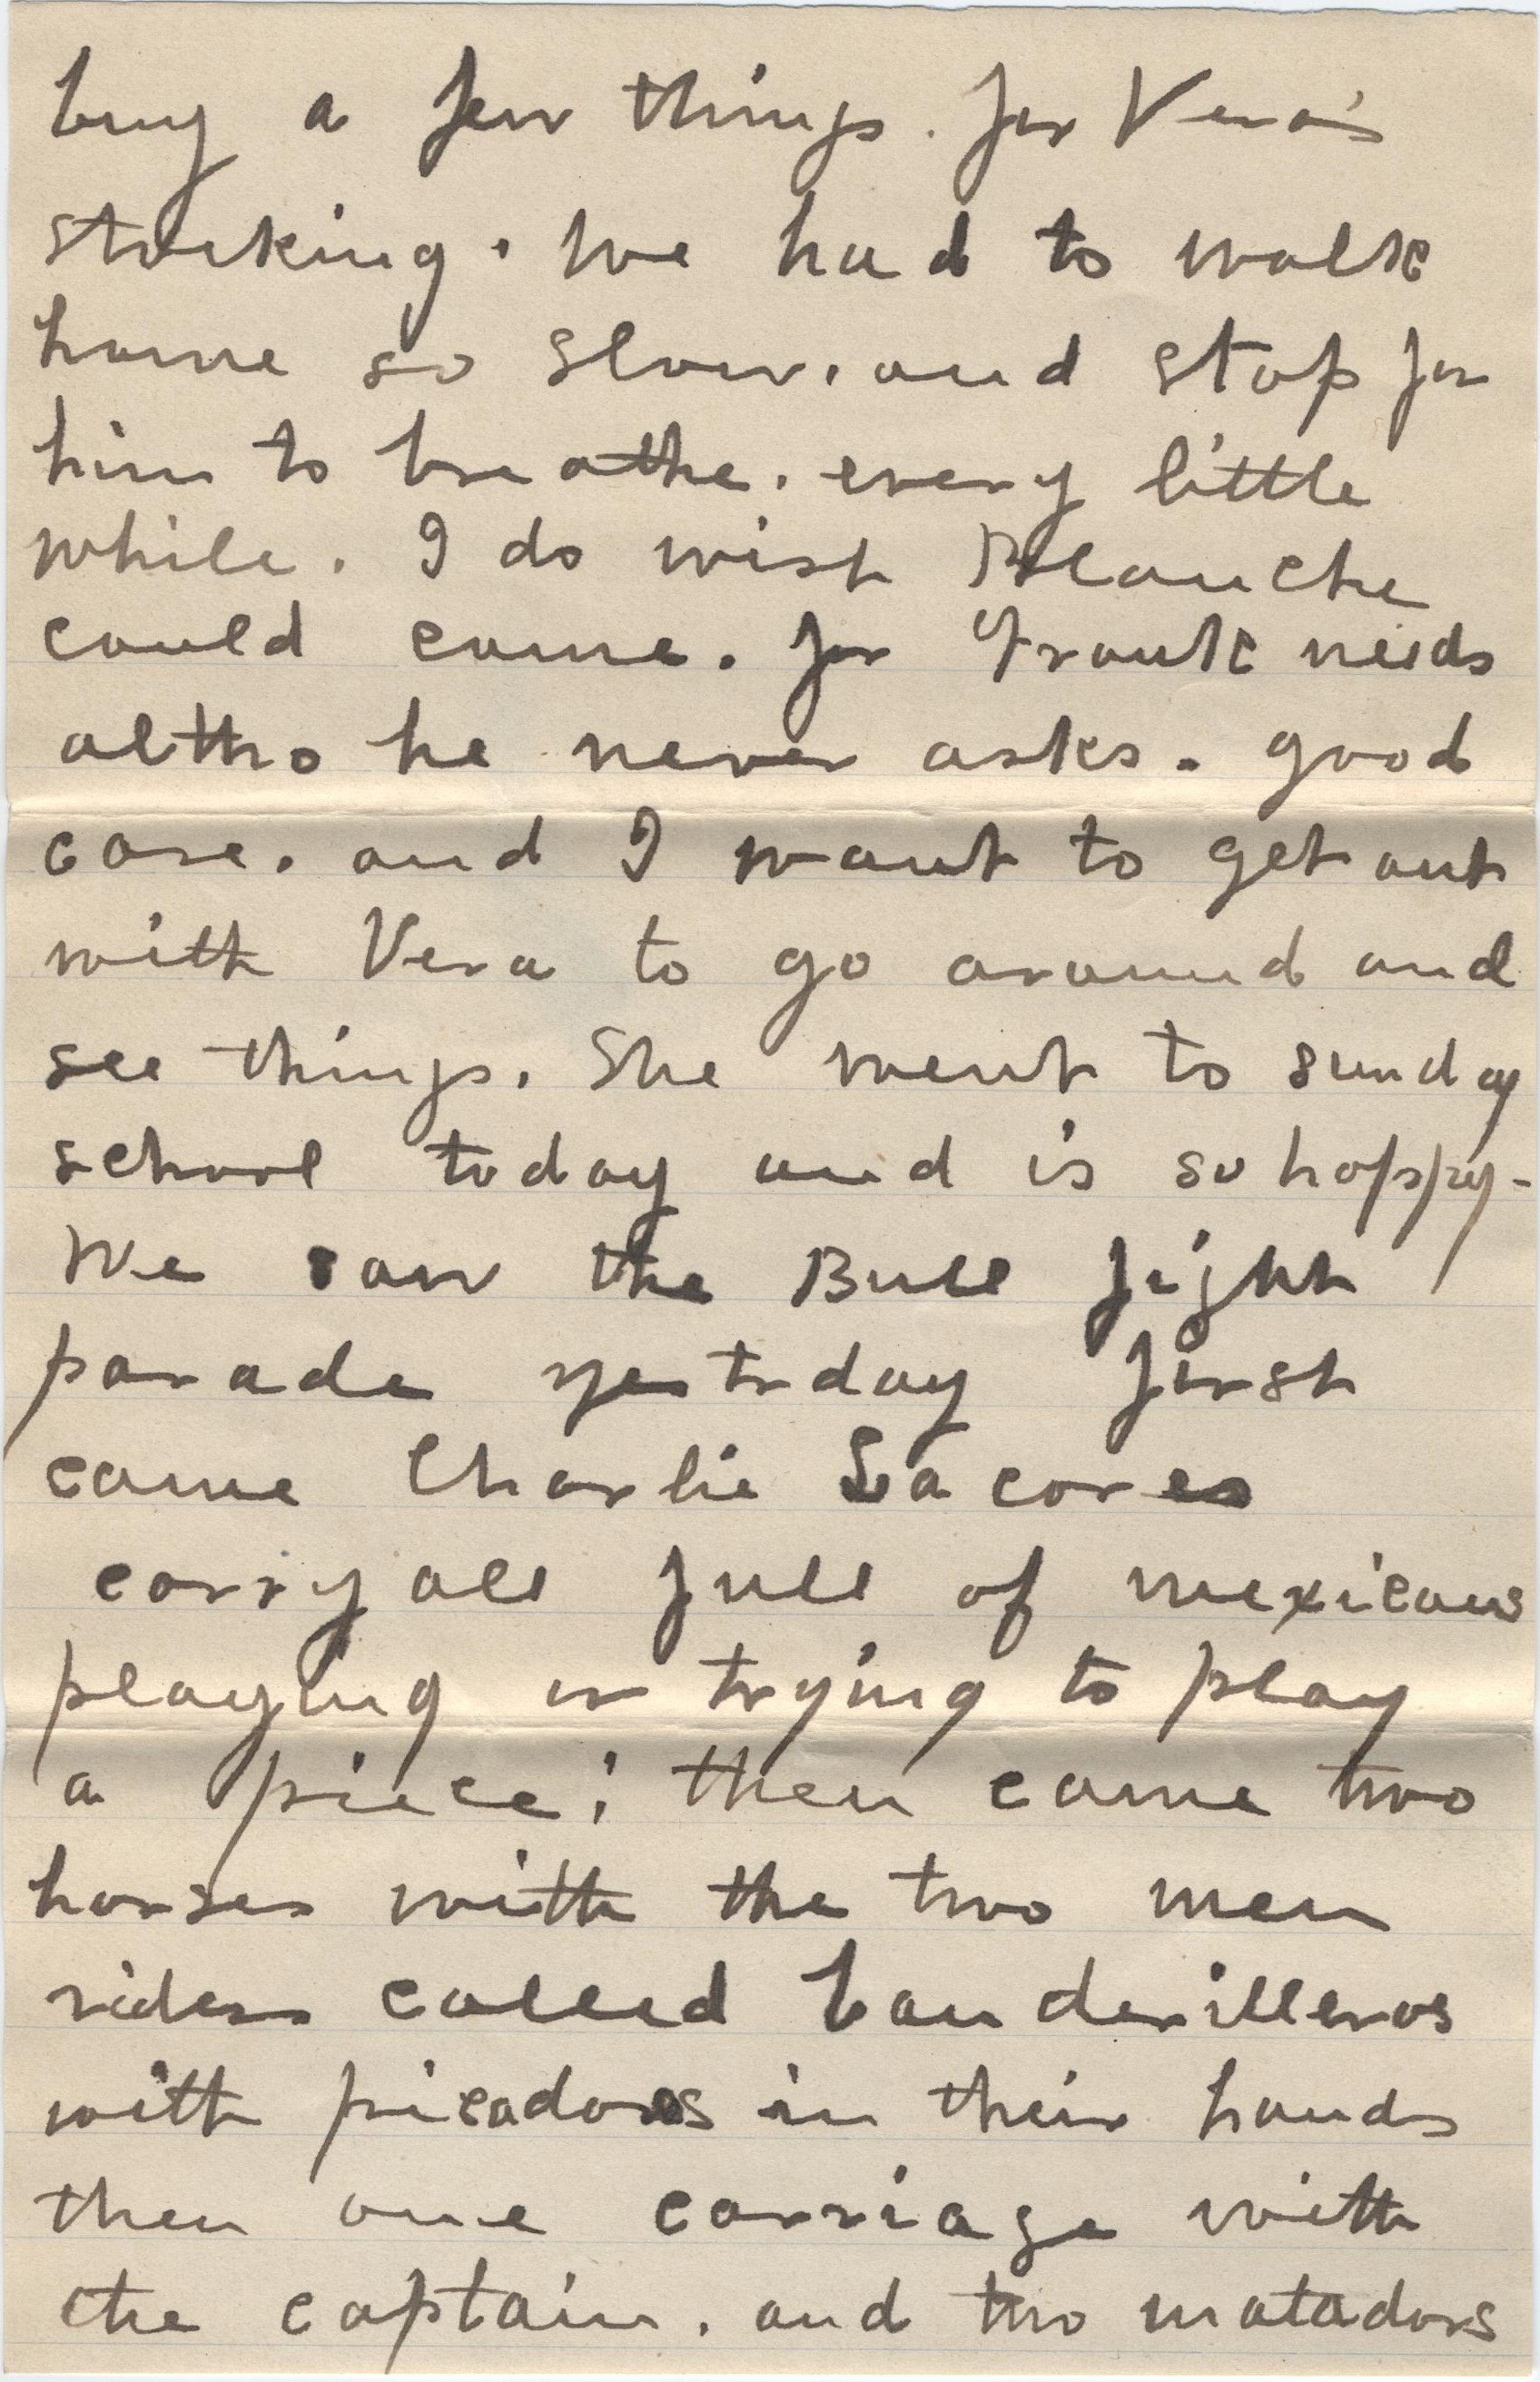 buy a few things. for Vera's
stocking. We had to walk
home so slow. and stop for
him to breathe. every little
while. I do wish Blanche
could come. for Frank needs
altho he never asks. good
care. and I want to get out
with Vera to go around and
see things. She went to sunday
school today and is so happy-
We saw the Bull fight
parade yestrday first
came Charlie Lacores
carry all full of mexicans
playing or trying to play
a piece; then came two
horses with the two men
riders called banderilleros
with picadores in their hands
then one carriage with
the captain. and two matadors